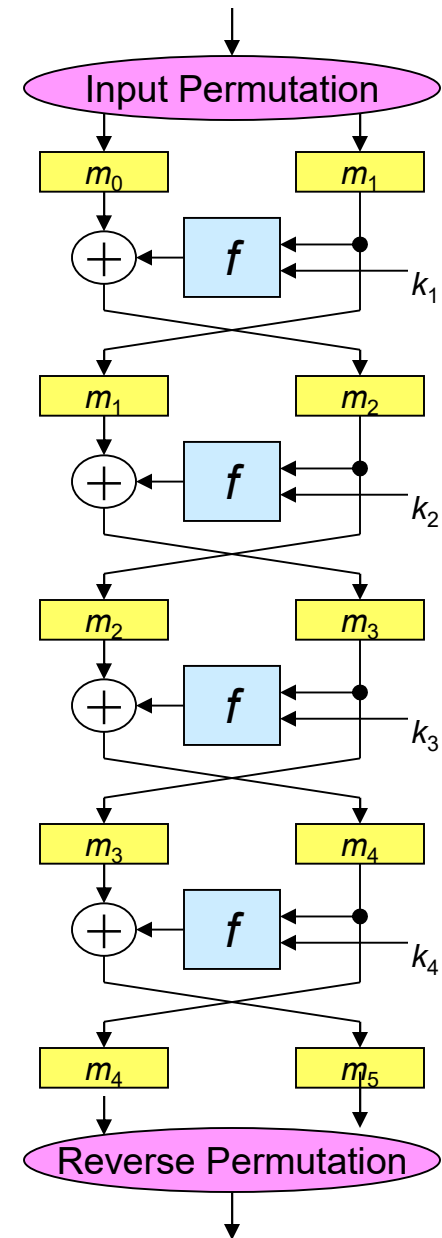 Input Permutation
m₀ m₁
f
k₁
m₁ m₂
f
k₂
m₂ m₃
f
k₃
m₃ m₄
f
k₄
m₄ m₅
Reverse Permutation